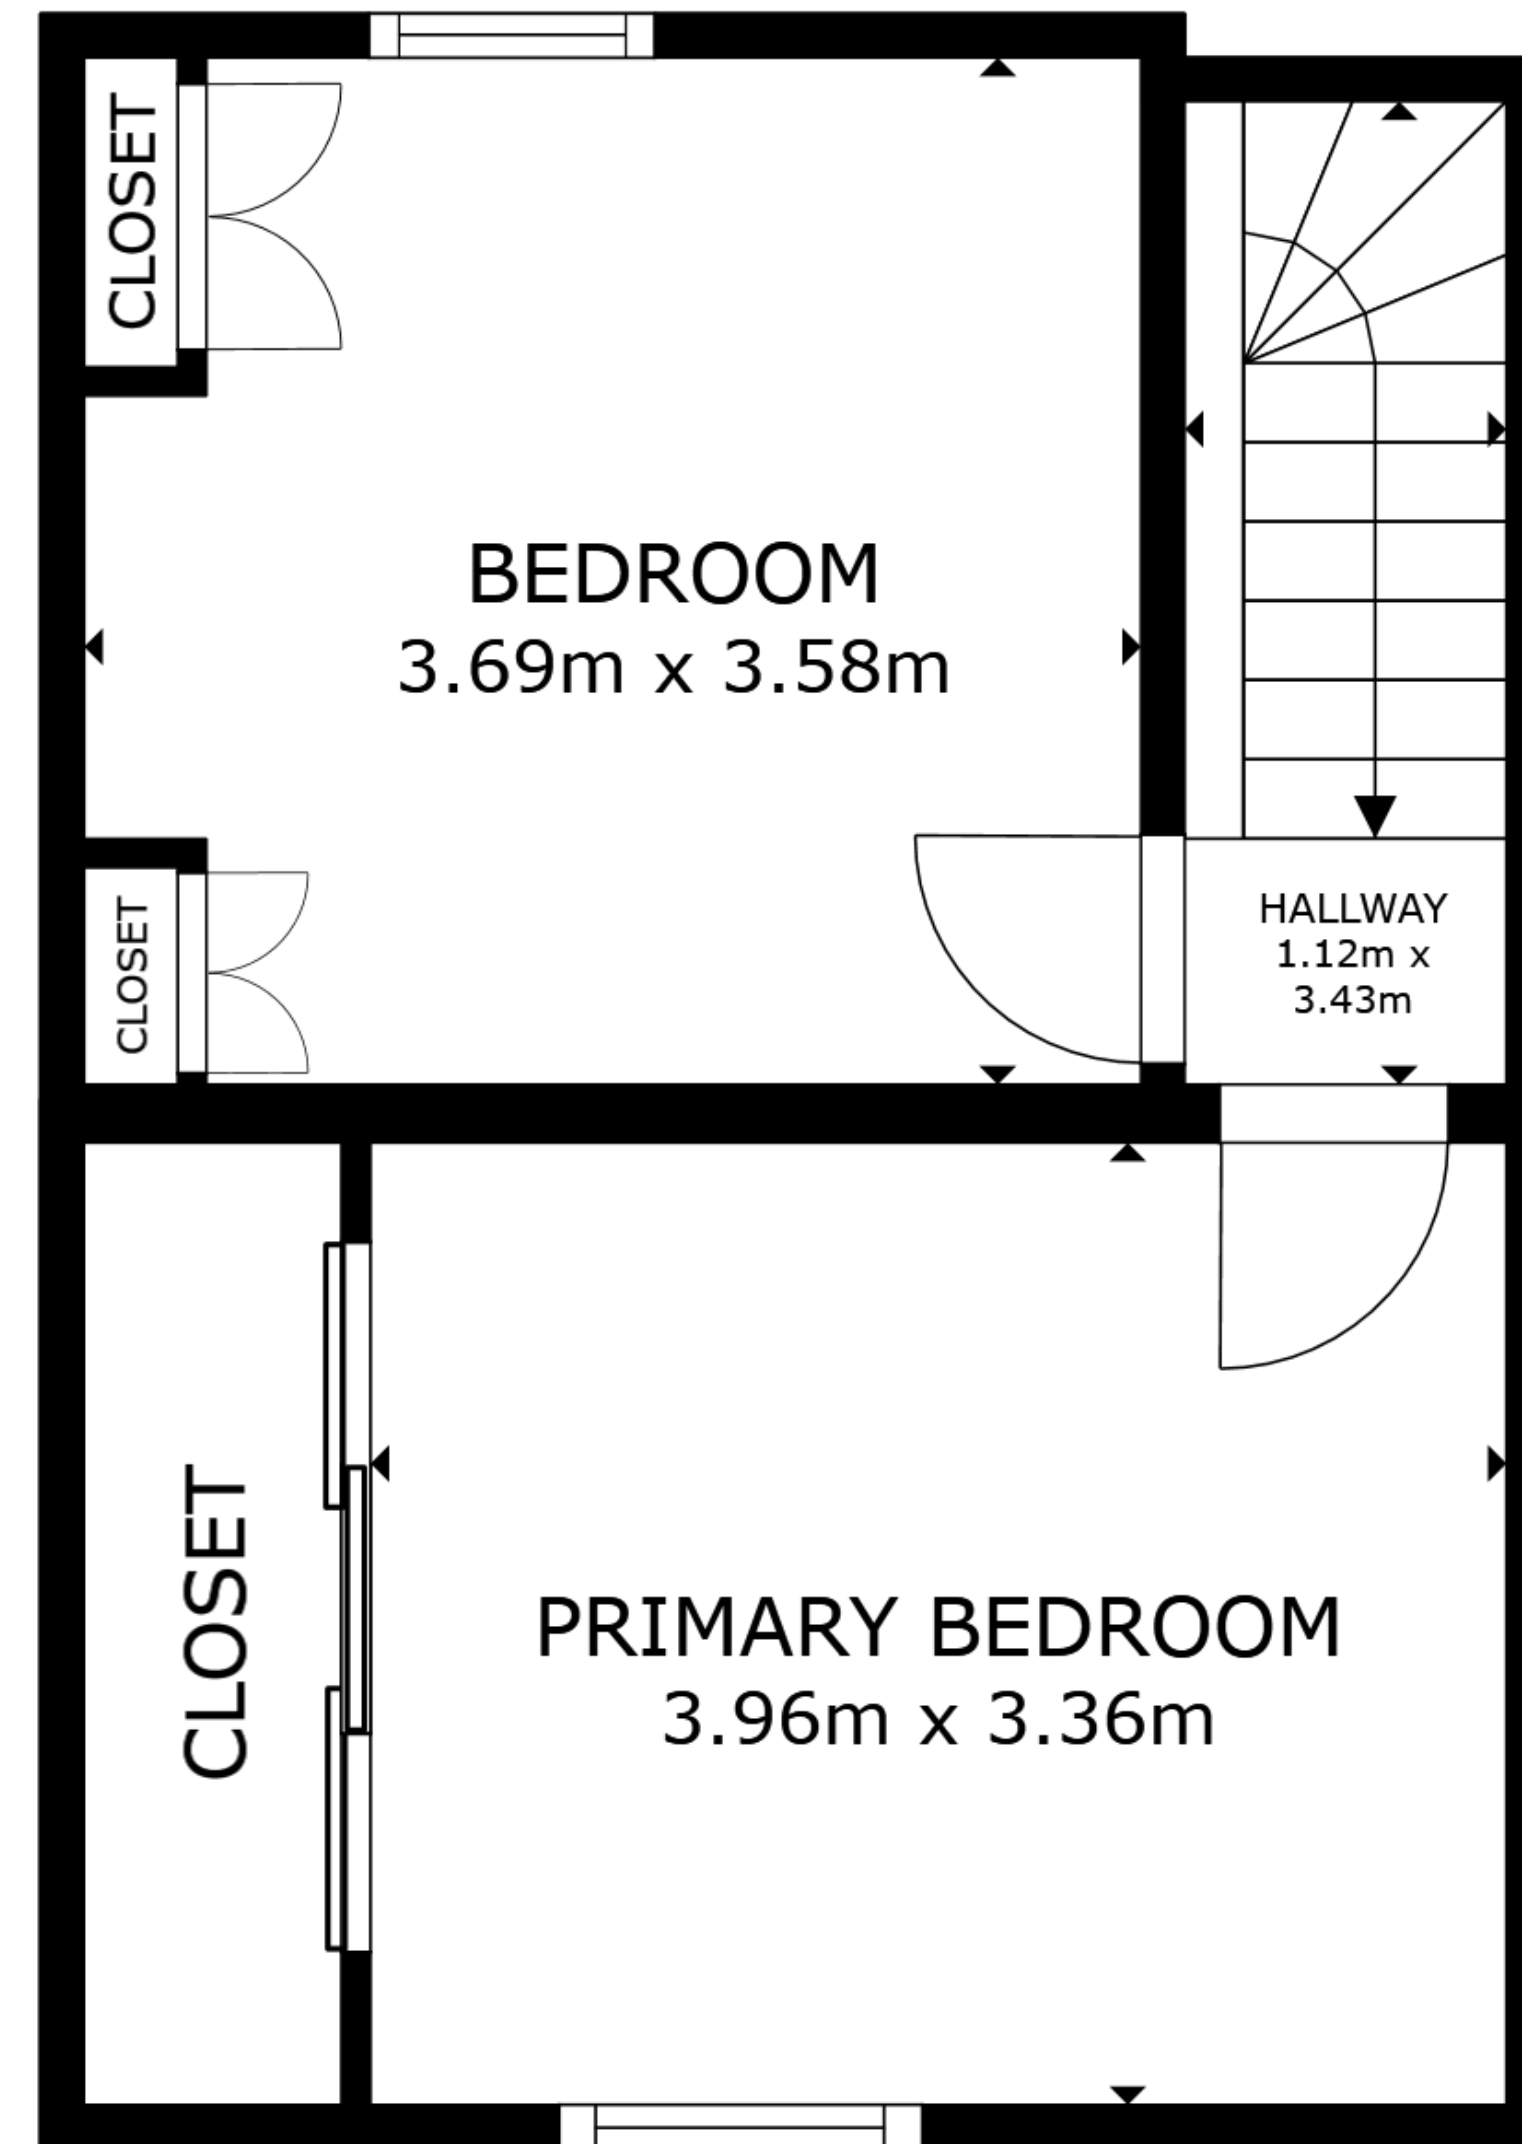 CLOSET
BEDROOM
3.69m x 3.58m
CLOSET
HALLWAY
1.12m x
3.43m
CLOSET
PRIMARY BEDROOM
3.96m x 3.36m